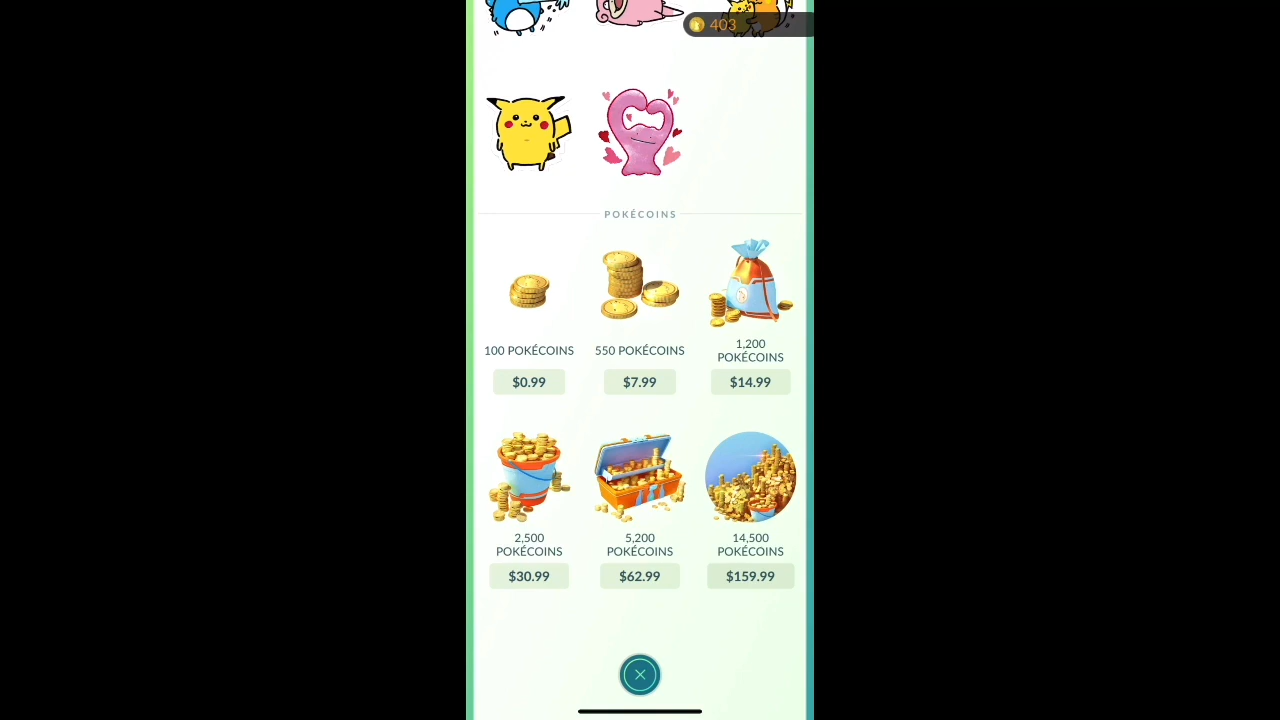 403
POKÉCOINS
100 POKÉCOINS
550 POKÉCOINS
1,200
POKÉCOINS
$0.99
$7.99
$14.99
2,500
POKÉCOINS
5,200
POKÉCOINS
14,500
POKÉCOINS
$30.99
$62.99
$159.99